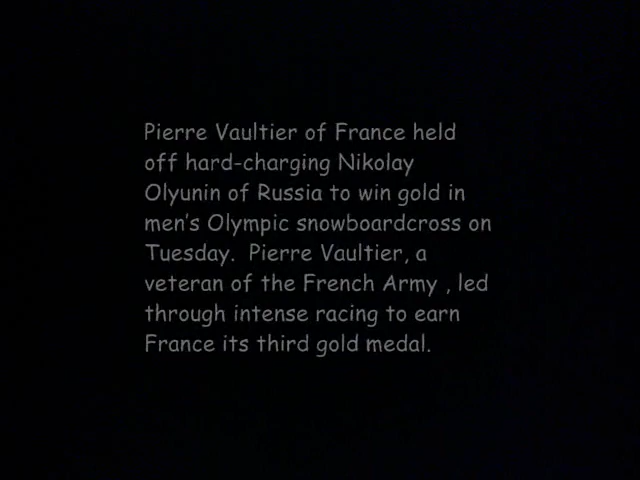 Pierre Vaultier of France held
off hard-charging Nikolay
Olyunin of Russia to win gold in
men's Olympic snowboardcross on
Tuesday.  Pierre Vaultier, a
veteran of the French Army , led
through intense racing to earn
France its third gold medal.